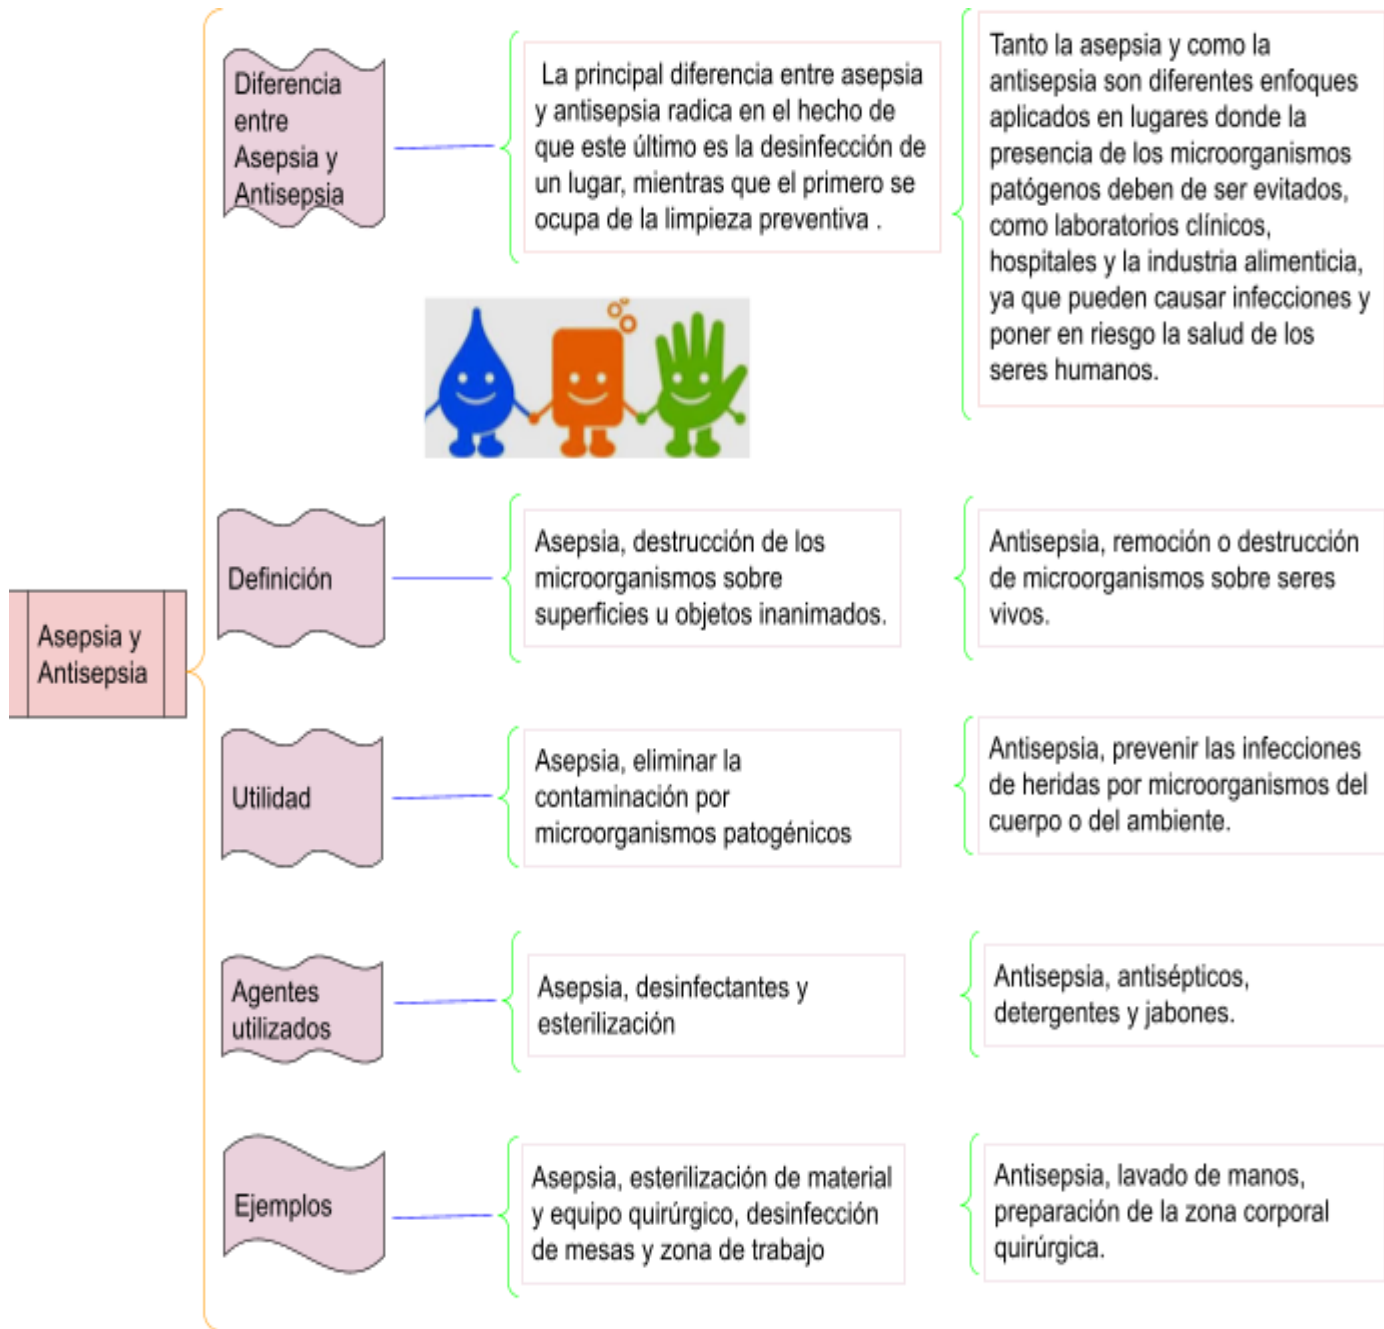 Asepsia y
Antisepsia
Diferencia
entre
Asepsia y
Antisepsia
La principal diferencia entre asepsia
y antisepsia radica en el hecho de
que este último es la desinfección de
un lugar, mientras que el primero se
ocupa de la limpieza preventiva .
Tanto la asepsia y como la
antisepsia son diferentes enfoques
aplicados en lugares donde la
presencia de los microorganismos
patógenos deben de ser evitados,
como laboratorios clínicos,
hospitales y la industria alimenticia,
ya que pueden causar infecciones y
poner en riesgo la salud de los
seres humanos.
Definición
Asepsia, destrucción de los
microorganismos sobre
superficies u objetos inanimados.
Antisepsia, remoción o destrucción
de microorganismos sobre seres
vivos.
Utilidad
Asepsia, eliminar la
contaminación por
microorganismos patogénicos
Antisepsia, prevenir las infecciones
de heridas por microorganismos del
cuerpo o del ambiente.
Agentes
utilizados
Asepsia, desinfectantes y
esterilización
Antisepsia, antisépticos,
detergentes y jabones.
Ejemplos
Asepsia, esterilización de material
y equipo quirúrgico, desinfección
de mesas y zona de trabajo
Antisepsia, lavado de manos,
preparación de la zona corporal
quirúrgica.